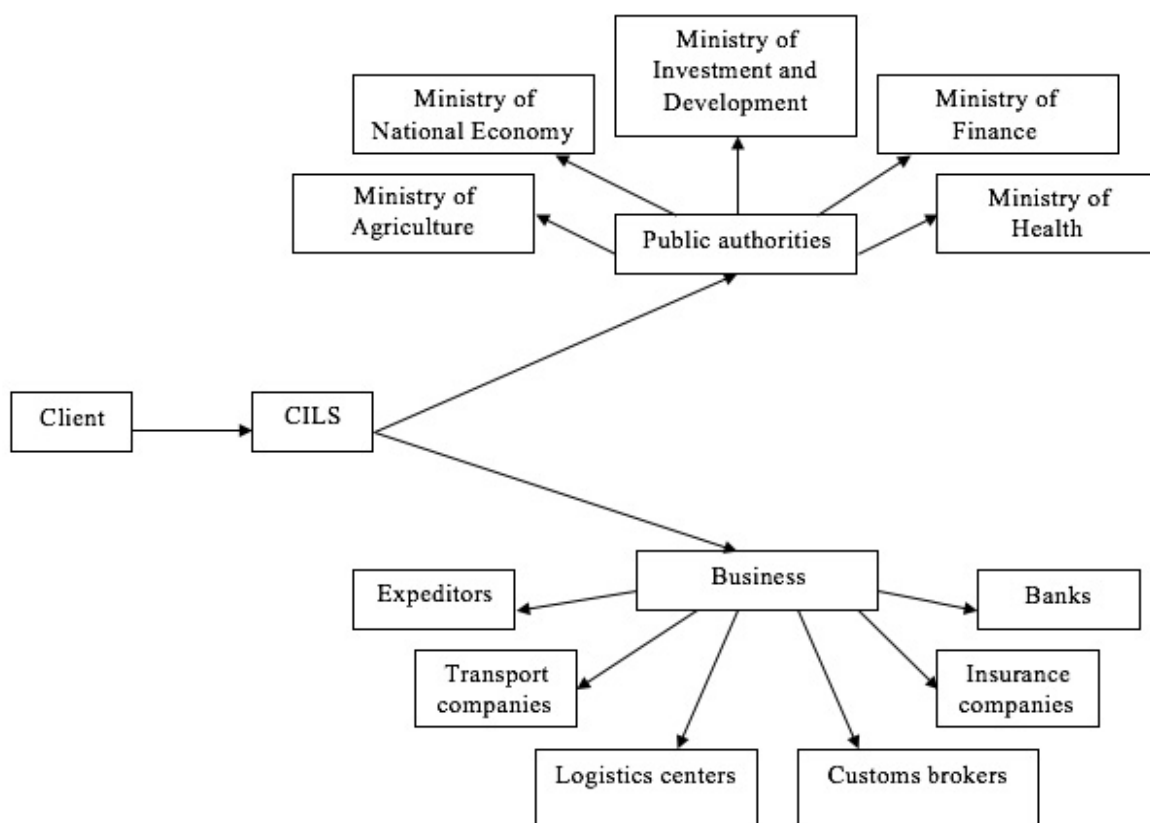 Ministry of
Investment and
Development
Ministry of
National Economy
Ministry of
Finance
Ministry of
Agriculture
Ministry of
Health
Public authorities
Client
CILS
Business
Expeditors
Banks
Transport
companies
Insurance
companies
Logistics centers
Customs brokers